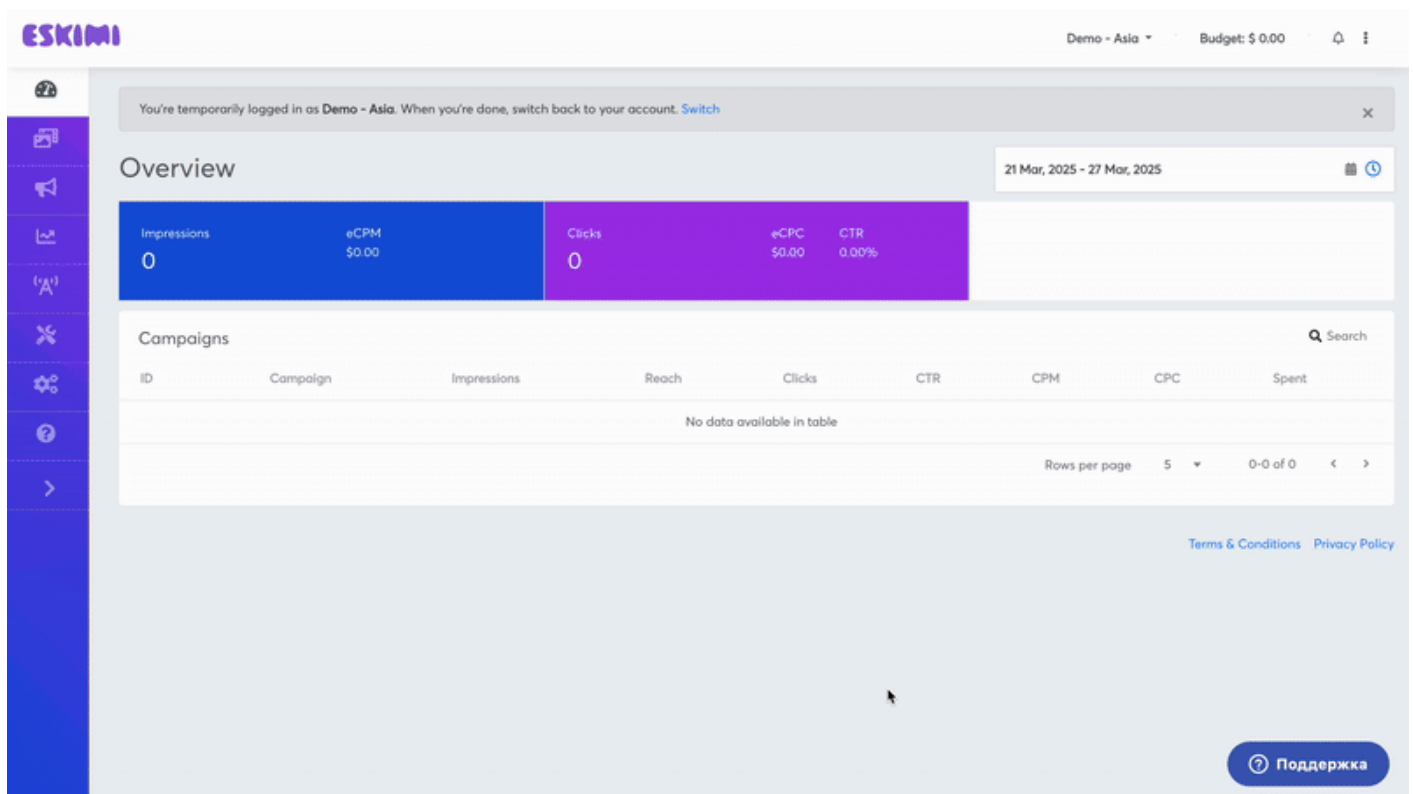 ESKIMI
Demo - Asia
Budget: $ 0.00
You're temporarily logged in as Demo - Asia. When you're done, switch back to your account. Switch
Overview
21 Mar, 2025 - 27 Mar, 2025
Impressions eCPM
0 $0.00
Clicks eCPC CTR
0 $0.00 0.00%
Campaigns
Search
ID Campaign Impressions Reach Clicks CTR CPM CPC Spent
No data available in table
Rows per page 5 0-0 of 0
Terms & Conditions Privacy Policy
Поддержка